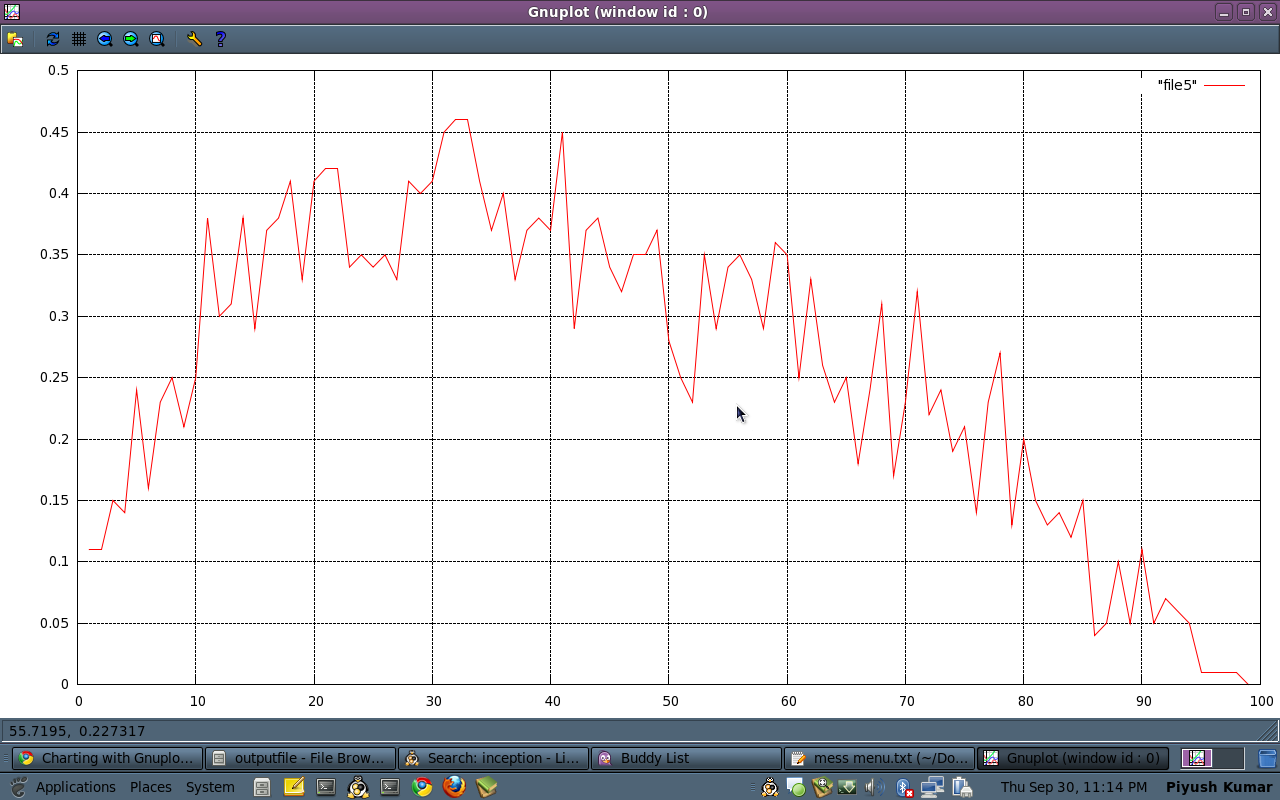 Gnuplot (window id : 0)
"file5"
0.5
0.45
0.4
0.35
0.3
0.25
0.2
0.15
0.1
0.05
0
0 10 20 30 40 50 60 70 80 90 100
55.7195, 0.227317
Charting with Gnuplo... outputfile - File Brow... Search: inception - Li... Buddy List mess menu.txt (~/Do... Gnuplot (window id : 0)
Applications Places System Thu Sep 30, 11:14 PM Piyush Kumar